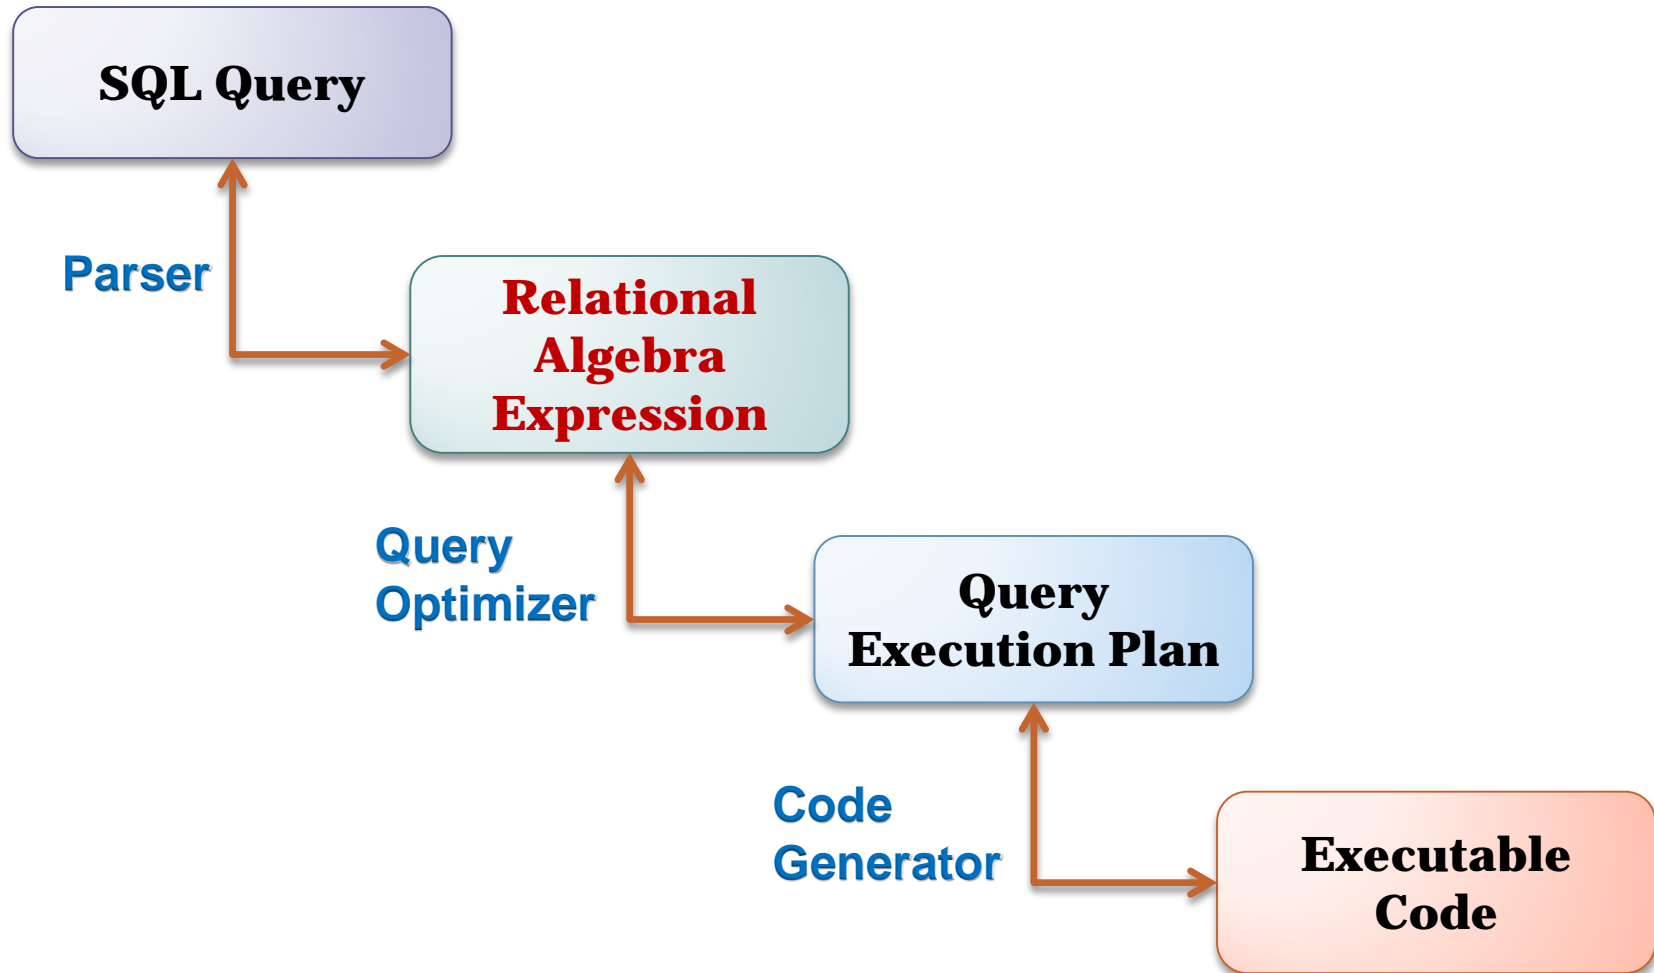 SQL Query
Parser
Relational
Algebra
Expression
Query
Optimizer
Query
Execution Plan
Code
Generator
Executable
Code